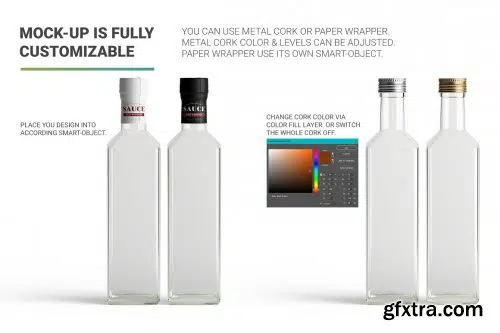 MOCK-UP IS FULLY
CUSTOMIZABLE
YOU CAN USE METAL CORK OR PAPER WRAPPER.
METAL CORK COLOR & LEVELS CAN BE ADJUSTED.
PAPER WRAPPER USE ITS OWN SMART-OBJECT.
PLACE YOU DESIGN INTO
ACCORDING SMART-OBJECT.
SAUCE
SAUCE
CHANGE CORK COLOR VIA
COLOR FILL LAYER, OR SWITCH
THE WHOLE CORK OFF.
gfxtra.com